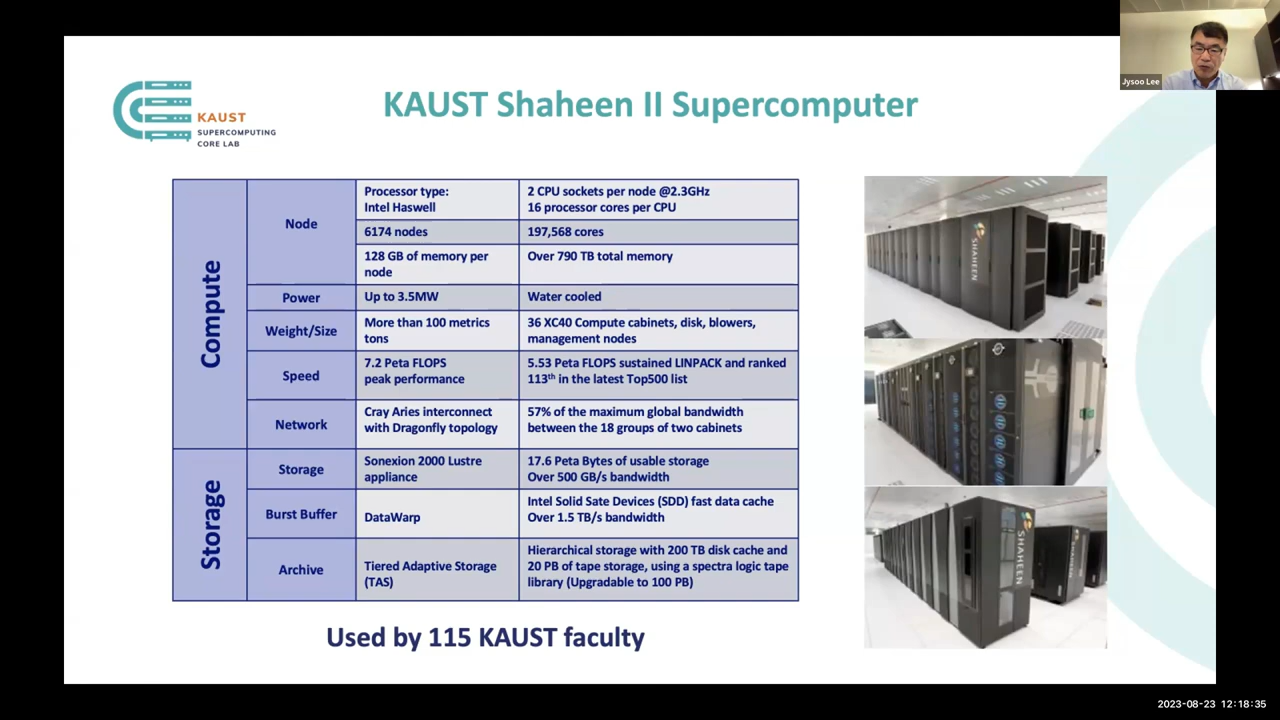 Jysoo Lee
KAUST
SUPERCOMPUTING
CORE LAB
KAUST Shaheen II Supercomputer
Compute
Node
Processor type:
Intel Haswell
2 CPU sockets per node @2.3GHz
16 processor cores per CPU
6174 nodes
197,568 cores
128 GB of memory per
node
Over 790 TB total memory
Power
Up to 3.5MW
Water cooled
Weight/Size
More than 100 metrics
tons
36 XC40 Compute cabinets, disk, blowers,
management nodes
Speed
7.2 Peta FLOPS
peak performance
5.53 Peta FLOPS sustained LINPACK and ranked
113th in the latest Top500 list
Network
Cray Aries interconnect
with Dragonfly topology
57% of the maximum global bandwidth
between the 18 groups of two cabinets
Storage
Storage
Sonexion 2000 Lustre
appliance
17.6 Peta Bytes of usable storage
Over 500 GB/s bandwidth
Burst Buffer
DataWarp
Intel Solid Sate Devices (SDD) fast data cache
Over 1.5 TB/s bandwidth
Archive
Tiered Adaptive Storage
(TAS)
Hierarchical storage with 200 TB disk cache and
20 PB of tape storage, using a spectra logic tape
library (Upgradable to 100 PB)
SHAHEEN
SHAHEEN
Used by 115 KAUST faculty
2023-08-23 12:18:35